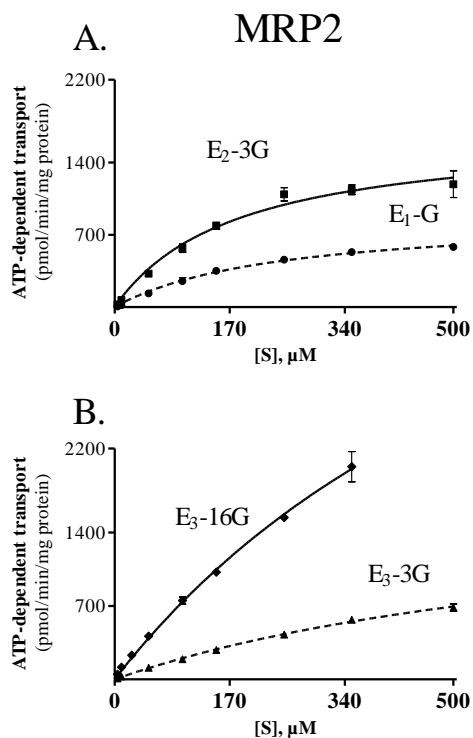 MRP2
A.
ATP-dependent transport
(pmol/min/mg protein)
2200
1400
700
E₂-3G
E₁-G
0
170
340
500
[S], µM
B.
ATP-dependent transport
(pmol/min/mg protein)
2200
1400
700
E₃-16G
E₃-3G
0
170
340
500
[S], µM